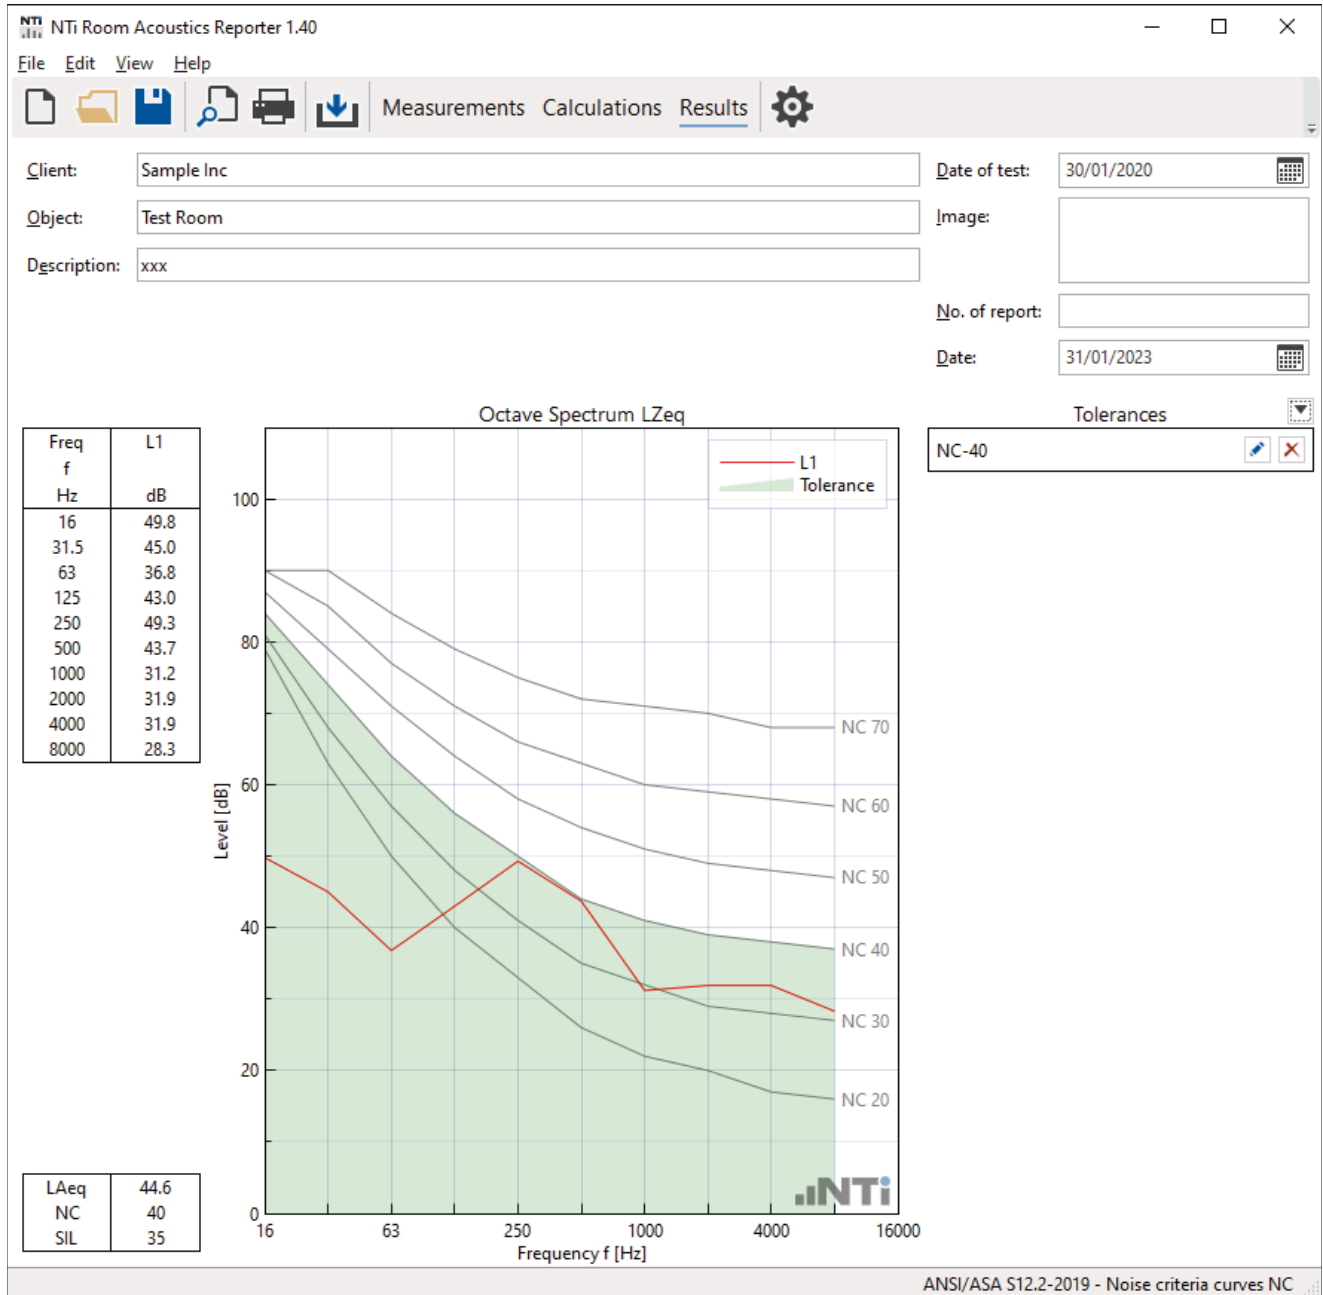 NTi NTi Room Acoustics Reporter 1.40
File Edit View Help
Measurements Calculations Results
Client: Sample Inc Date of test: 30/01/2020
Object: Test Room Image:
Description: xxx
No. of report:
Date: 31/01/2023
Octave Spectrum LZeq Tolerances
Freq L1
f
Hz dB
16 49.8
31.5 45.0
63 36.8
125 43.0
250 49.3
500 43.7
1000 31.2
2000 31.9
4000 31.9
8000 28.3
L1
Tolerance
NC-40
100
80
60
40
20
0
Level [dB]
NC 70
NC 60
NC 50
NC 40
NC 30
NC 20
NTi
16 63 250 1000 4000 16000
Frequency f [Hz]
LAeq 44.6
NC 40
SIL 35
ANSI/ASA S12.2-2019 - Noise criteria curves NC